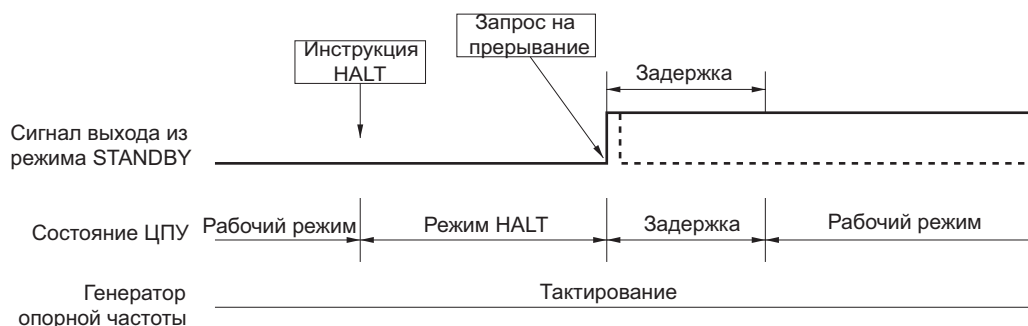 Запрос на
прерывание
Инструкция
HALT
Задержка
Сигнал выхода из
режима STANDBY
Состояние ЦПУ
Рабочий режим
Режим HALT
Задержка
Рабочий режим
Генератор
опорной частоты
Тактирование